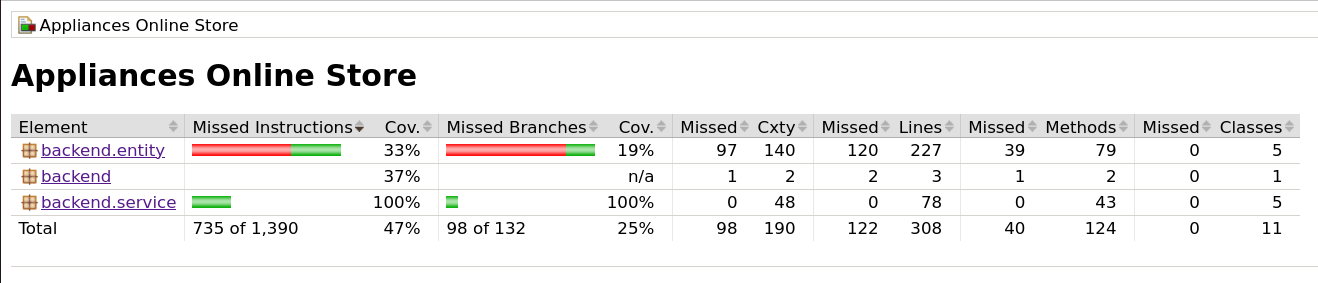 Appliances Online Store
Appliances Online Store
Element Missed Instructions Cov. Missed Branches Cov. Missed Cxty Missed Lines Missed Methods Missed Classes
backend.entity 33% 19% 97 140 120 227 39 79 0 5
backend 37% n/a 1 2 2 3 1 2 0 1
backend.service 100% 100% 0 48 0 78 0 43 0 5
Total 735 of 1,390 47% 98 of 132 25% 98 190 122 308 40 124 0 11